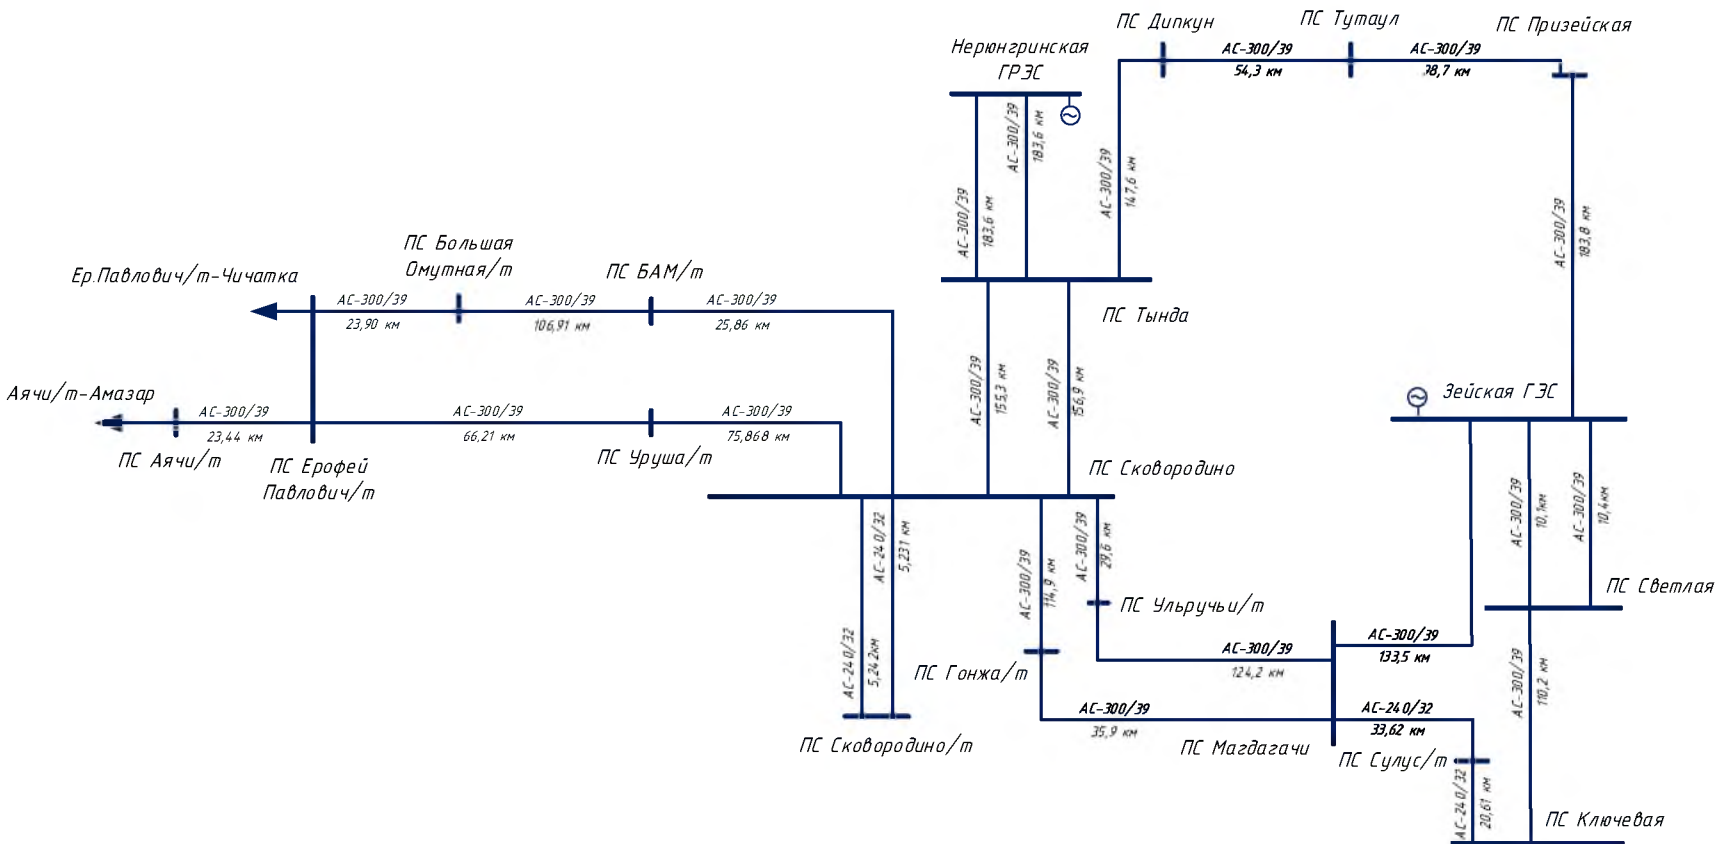 ПС Дипкун
ПС Тутаул
ПС Призейская
Нерюнгринская
ГРЭС
АС-300/39
54,3 км
АС-300/39
98,7 км
АС-300/39
183,6 км
АС-300/39
183,6 км
АС-300/39
147,6 км
АС-300/39
183,8 км
ПС Большая
Омутная/т
ПС БАМ/т
Ер.Павлович/т-Чичатка
АС-300/39
23,90 км
АС-300/39
106,91 км
АС-300/39
25,86 км
ПС Тында
АС-300/39
155,3 км
АС-300/39
156,9 км
Зейская ГЭС
Аячи/т-Амазар
АС-300/39
23,44 км
АС-300/39
66,21 км
АС-300/39
75,868 км
ПС Аячи/т
ПС Ерофей
Павлович/т
ПС Уруша/т
ПС Сковородино
АС-240/32
5,231 км
АС-240/32
5,242км
АС-300/39
114,9 км
АС-300/39
29,6 км
АС-300/39
10,1км
АС-300/39
10,4км
ПС Светлая
ПС Ульручьи/т
АС-300/39
124,2 км
АС-300/39
133,5 км
ПС Гонжа/т
АС-300/39
35,9 км
АС-240/32
33,62 км
АС-300/39
110,2 км
ПС Сковородино/т
ПС Магдагачи
ПС Сулус/т
АС-240/32
20,61 км
ПС Ключевая